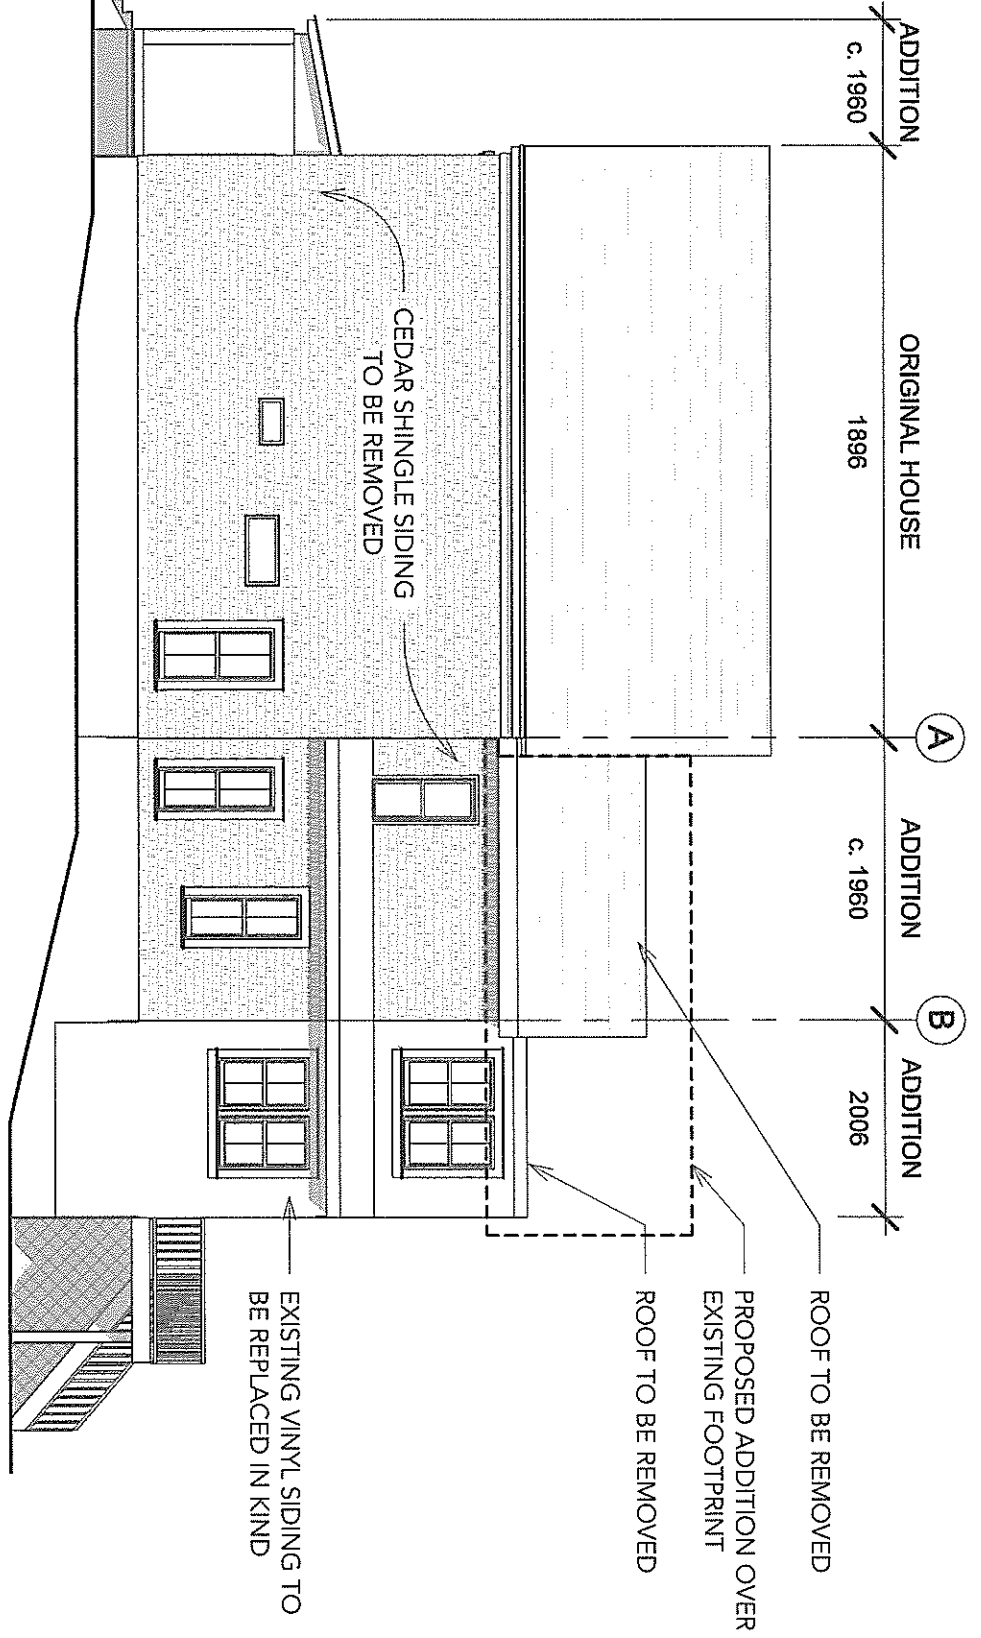 ADDITION
c. 1960
ORIGINAL HOUSE
1896
A
ADDITION
c. 1960
B
ADDITION
2006
ROOF TO BE REMOVED
PROPOSED ADDITION OVER
EXISTING FOOTPRINT
ROOF TO BE REMOVED
CEDAR SHINGLE SIDING
TO BE REMOVED
EXISTING VINYL SIDING TO
BE REPLACED IN KIND